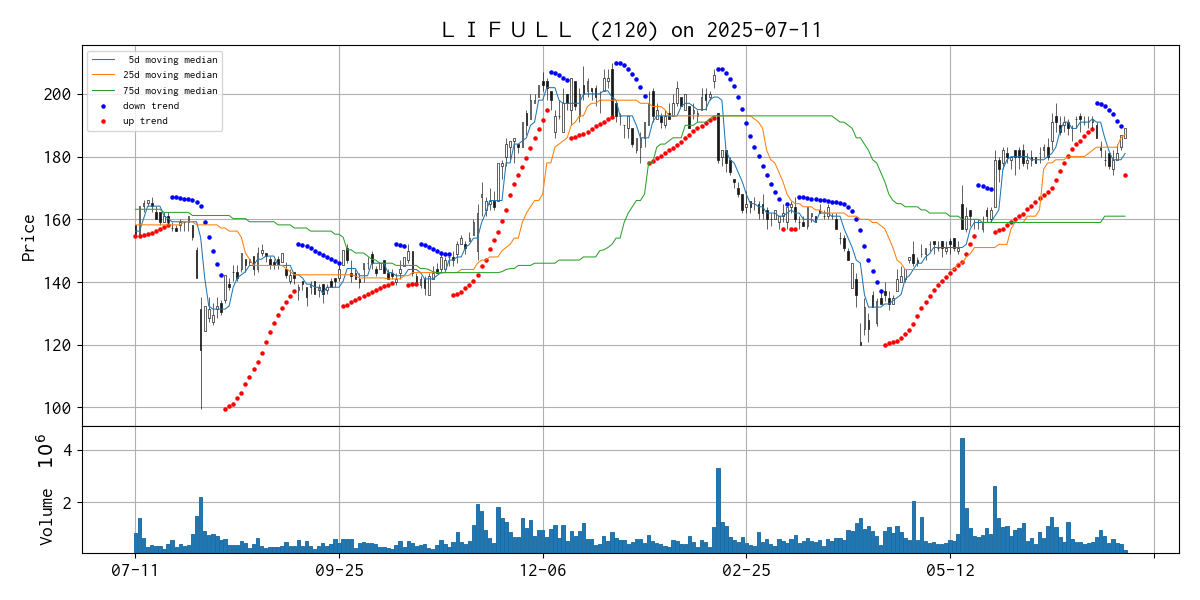 ＬＩＦＵＬＬ (2120) on 2025-07-11
5d moving median
25d moving median
75d moving median
down trend
up trend
200
180
160
140
120
100
Price
4
2
Volume 10^6
07-11
09-25
12-06
02-25
05-12